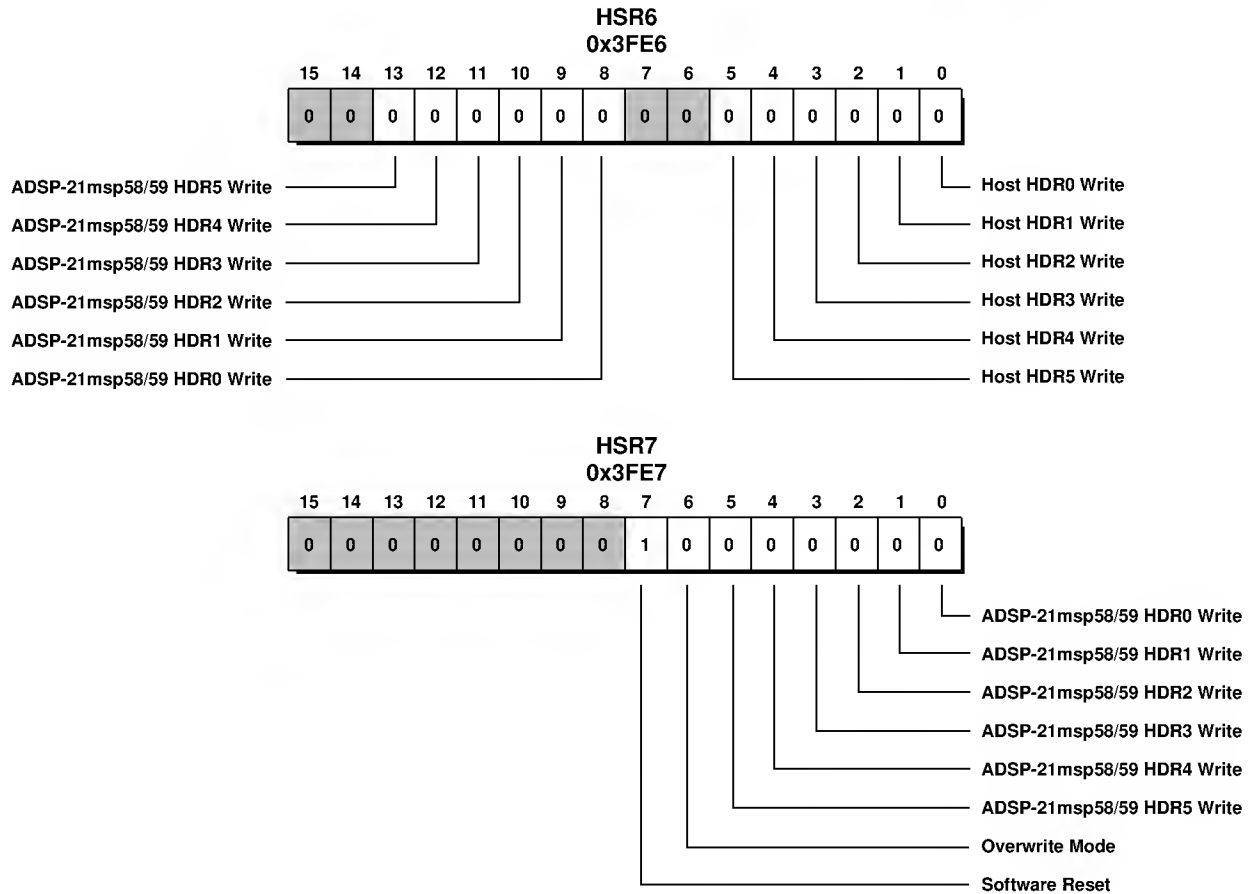 HSR6
0x3FE6
15 14 13 12 11 10 9 8 7 6 5 4 3 2 1 0
0 0 0 0 0 0 0 0 0 0 0 0 0 0 0 0
ADSP-21msp58/59 HDR5 Write
ADSP-21msp58/59 HDR4 Write
ADSP-21msp58/59 HDR3 Write
ADSP-21msp58/59 HDR2 Write
ADSP-21msp58/59 HDR1 Write
ADSP-21msp58/59 HDR0 Write
Host HDR0 Write
Host HDR1 Write
Host HDR2 Write
Host HDR3 Write
Host HDR4 Write
Host HDR5 Write
HSR7
0x3FE7
15 14 13 12 11 10 9 8 7 6 5 4 3 2 1 0
0 0 0 0 0 0 0 0 1 0 0 0 0 0 0 0
ADSP-21msp58/59 HDR0 Write
ADSP-21msp58/59 HDR1 Write
ADSP-21msp58/59 HDR2 Write
ADSP-21msp58/59 HDR3 Write
ADSP-21msp58/59 HDR4 Write
ADSP-21msp58/59 HDR5 Write
Overwrite Mode
Software Reset